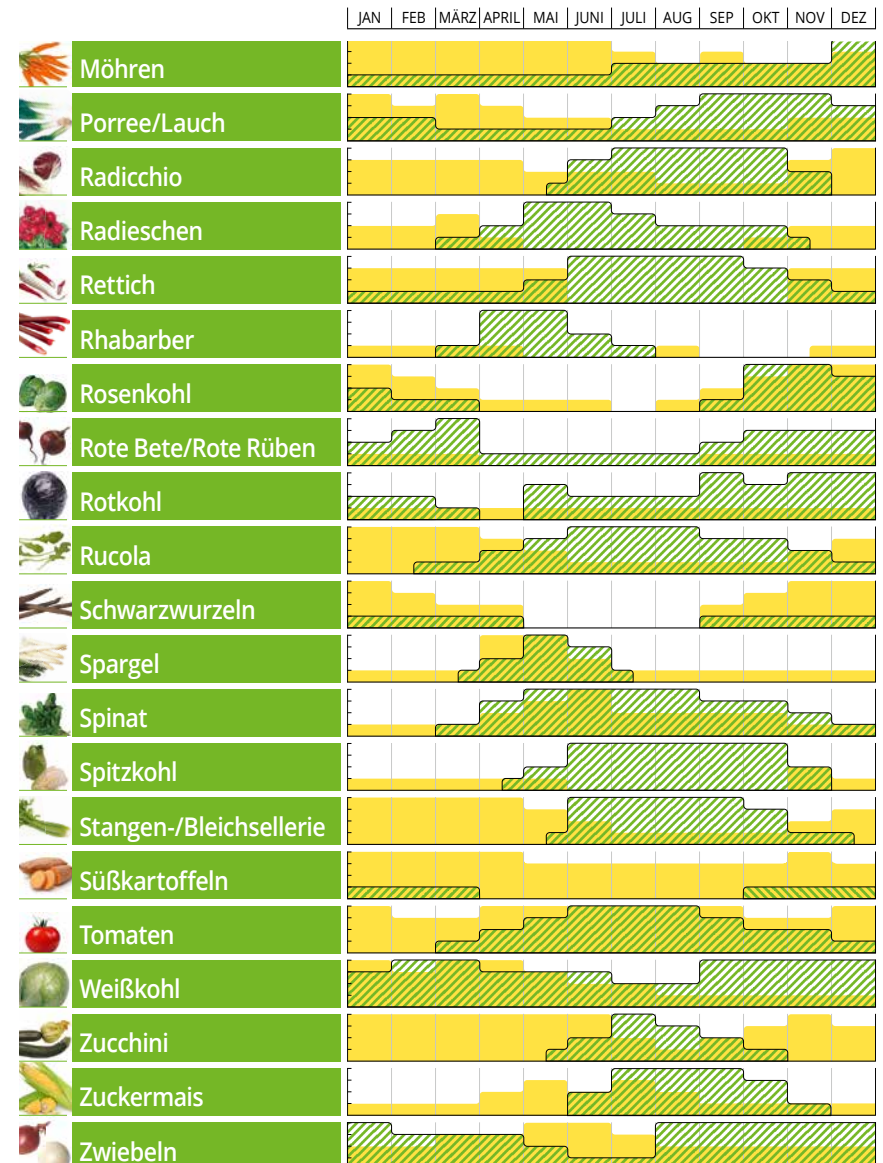 JAN FEB MÄRZ APRIL MAI JUNI JULI AUG SEP OKT NOV DEZ
Möhren
Porree/Lauch
Radicchio
Radieschen
Rettich
Rhabarber
Rosenkohl
Rote Bete/Rote Rüben
Rotkohl
Rucola
Schwarzwurzeln
Spargel
Spinat
Spitzkohl
Stangen-/Bleichsellerie
Süßkartoffeln
Tomaten
Weißkohl
Zucchini
Zuckermais
Zwiebeln